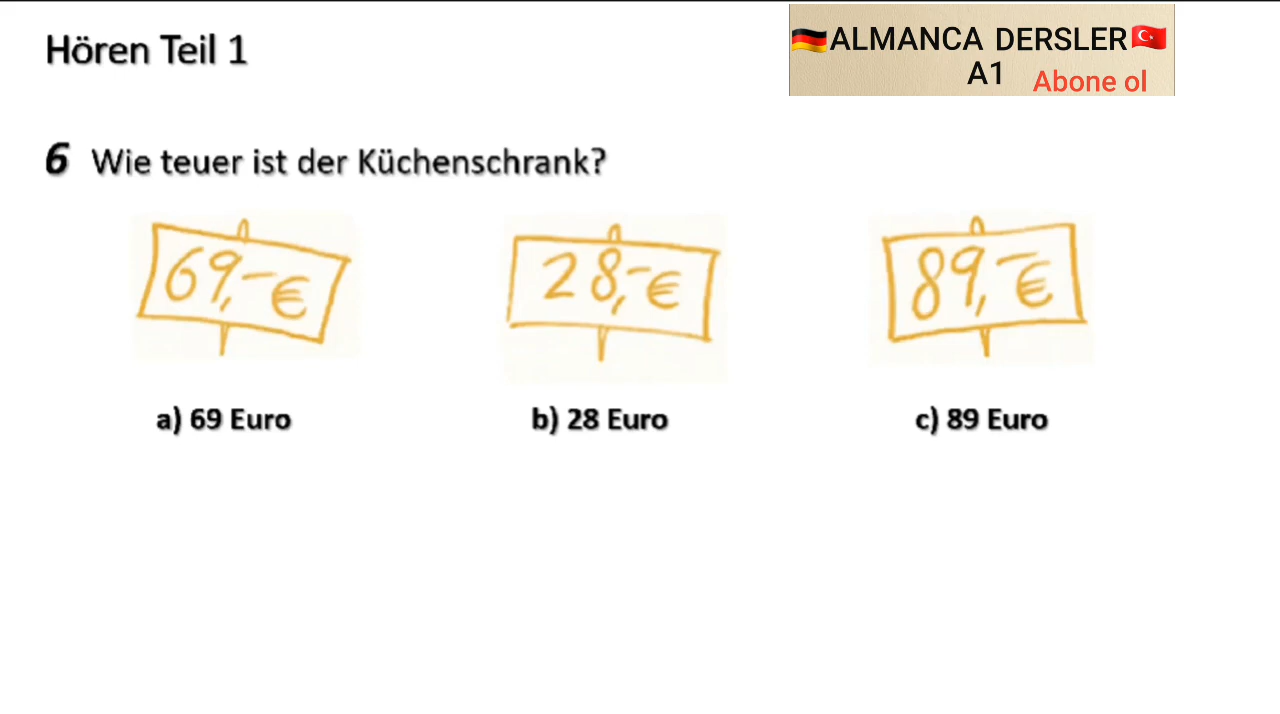 Hören Teil 1
ALMANCA DERSLER
A1 Abone ol
6 Wie teuer ist der Küchenschrank?
69,-€ 28,-€ 89,-€
a) 69 Euro b) 28 Euro c) 89 Euro